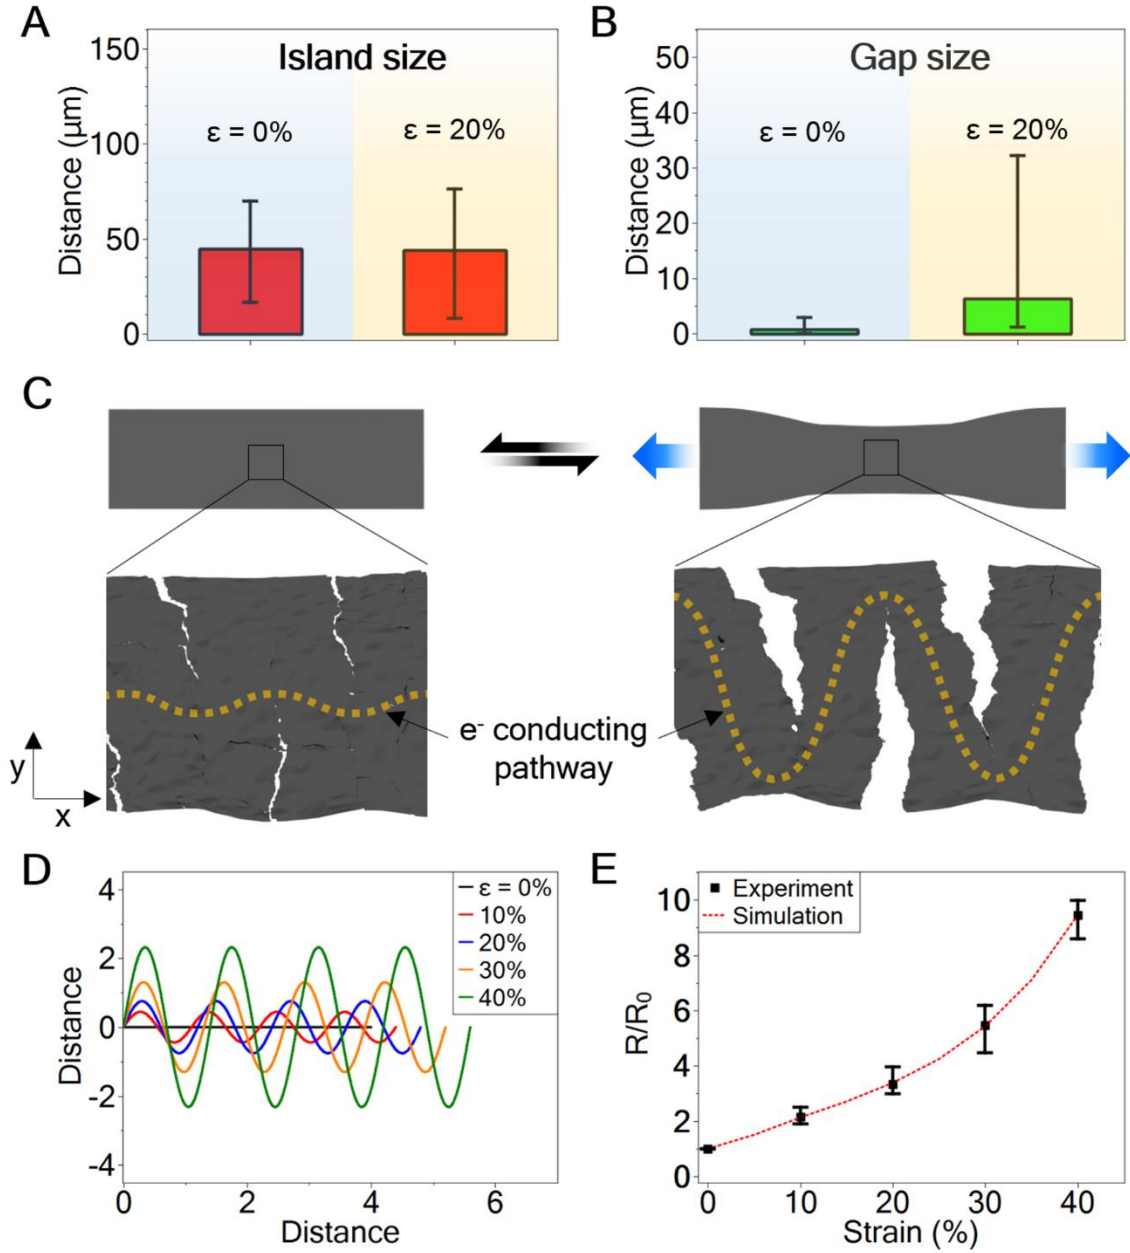 A
Island size
ε = 0%
ε = 20%
Distance (μm)
150
100
50
0
B
Gap size
ε = 0%
ε = 20%
Distance (μm)
50
40
30
20
10
0
C
e⁻ conducting
pathway
y
x
D
ε = 0%
10%
20%
30%
40%
Distance
4
2
0
-2
-4
0 2 4 6
Distance
E
Experiment
Simulation
R/R₀
10
8
6
4
2
0
0 10 20 30 40
Strain (%)